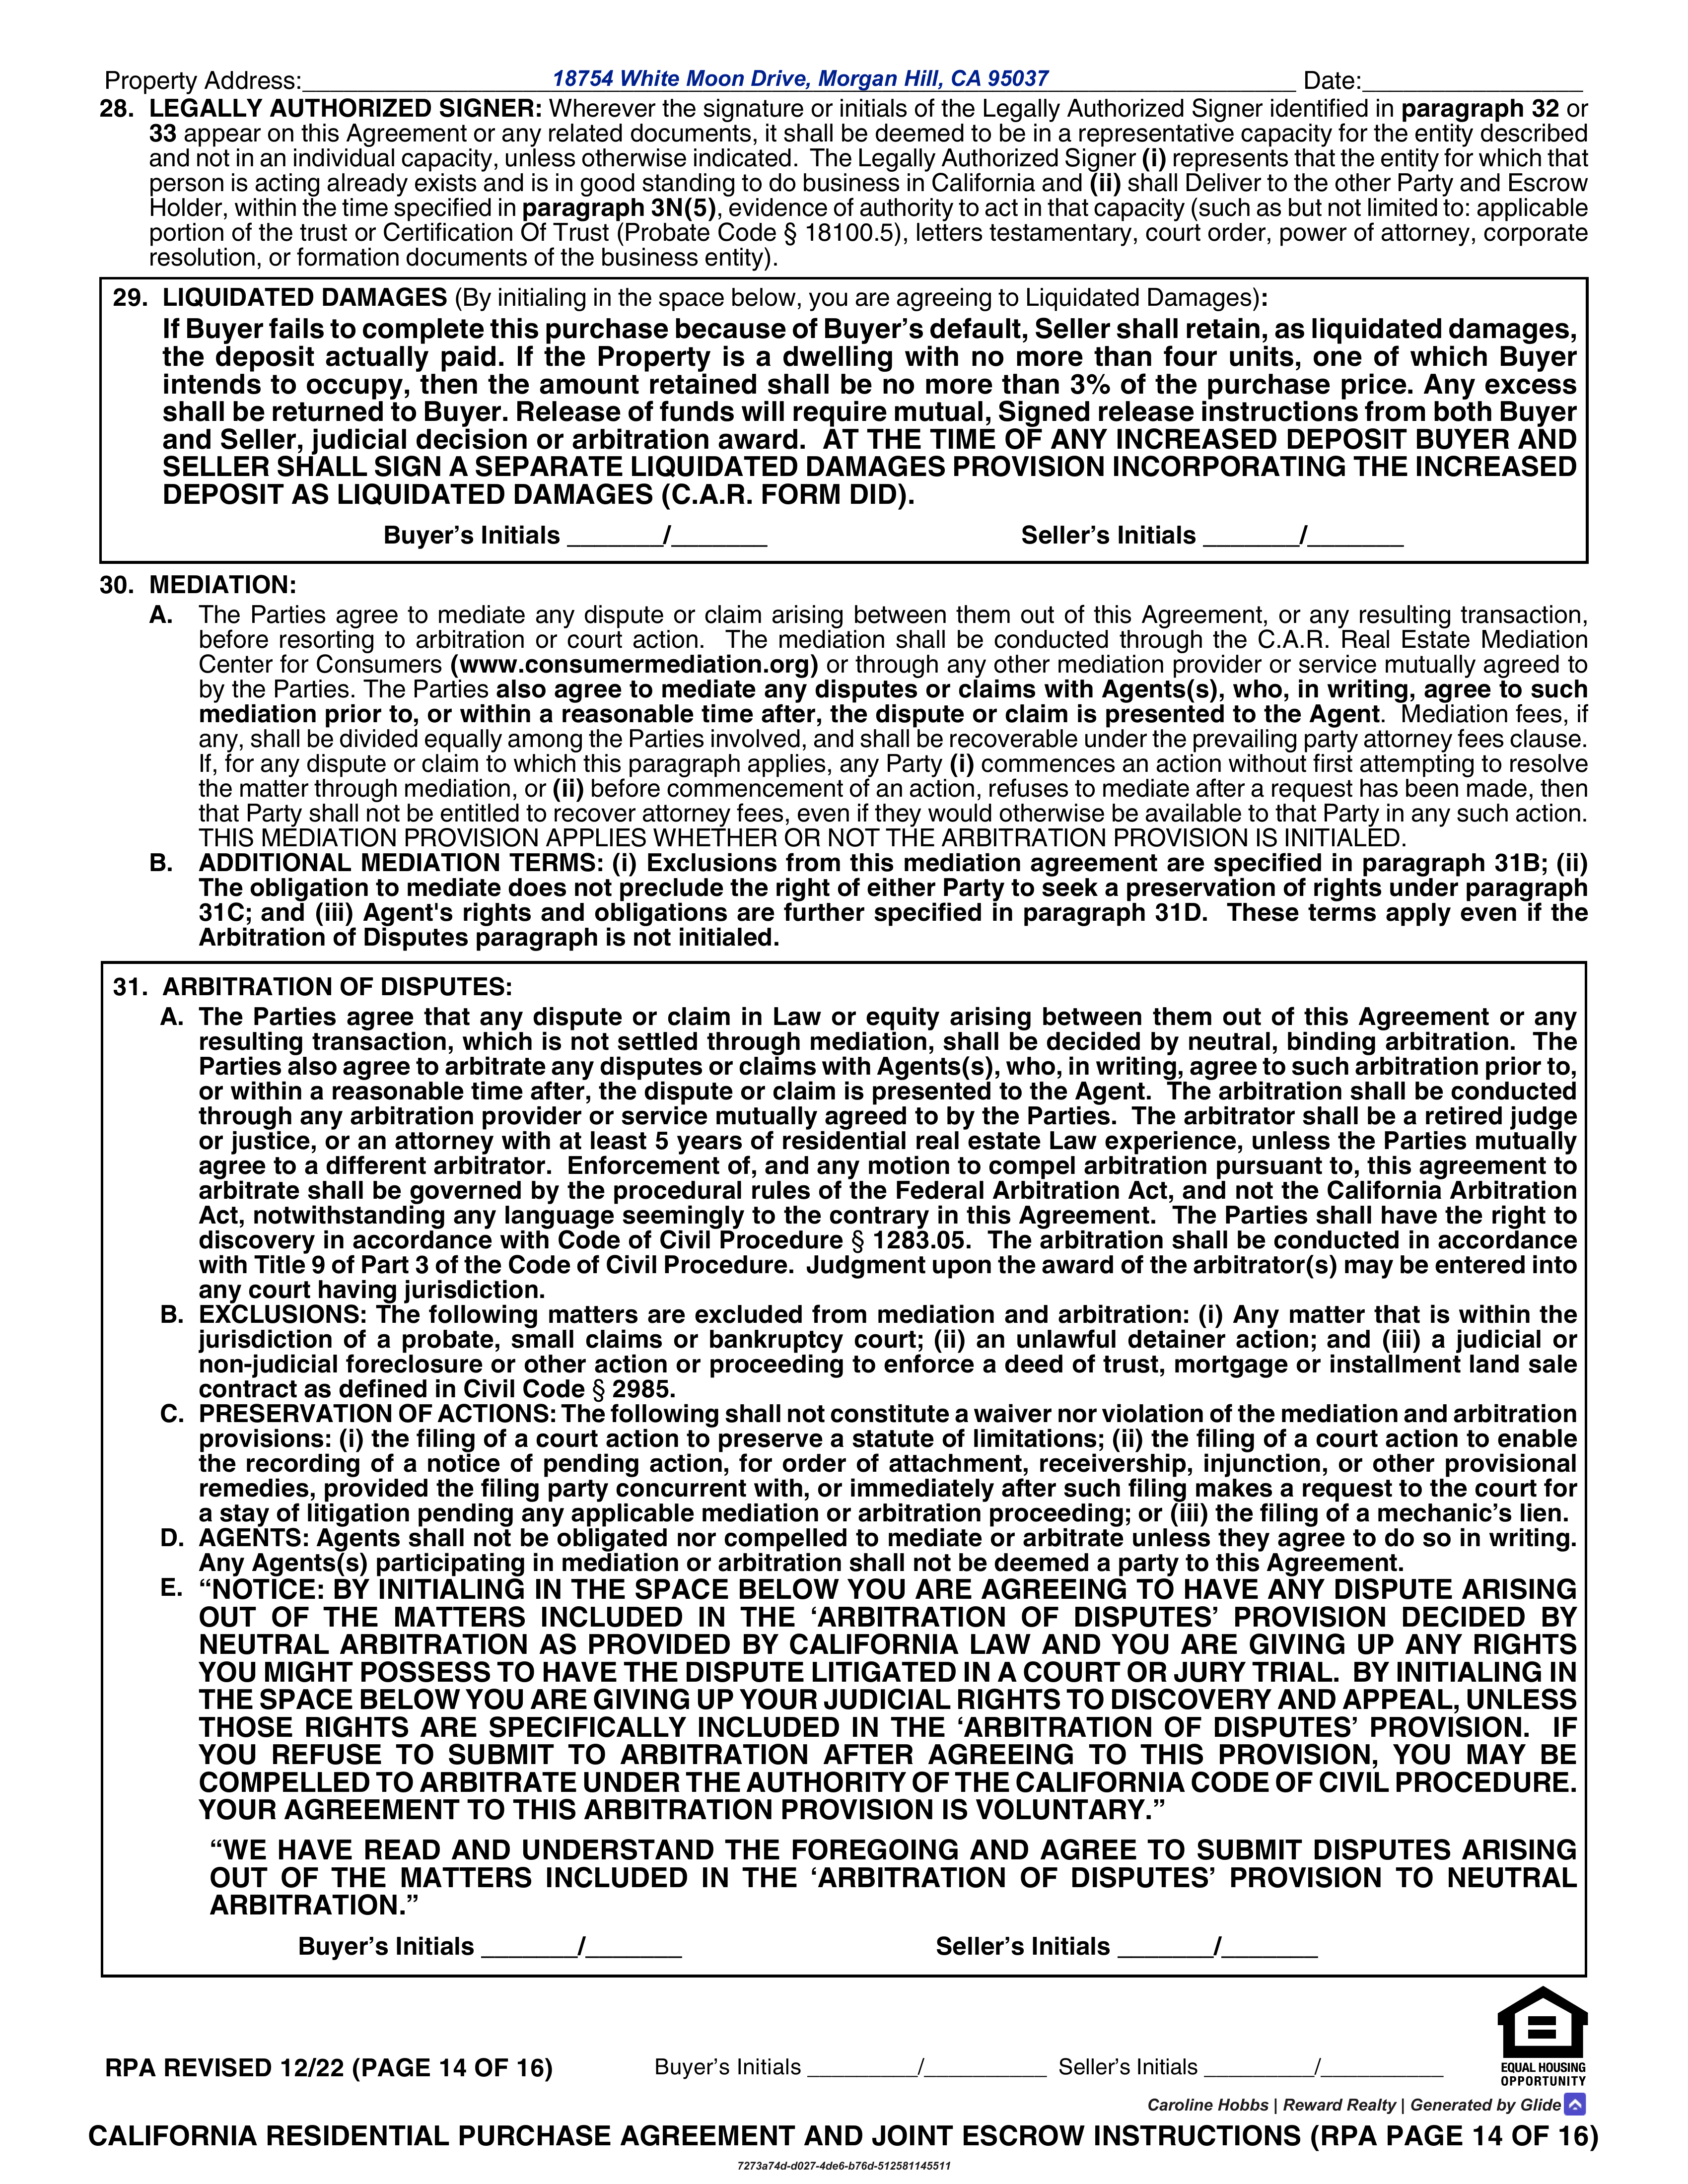 Property Address:                18754 White Moon Drive, Morgan Hill, CA 95037                Date:
28. LEGALLY AUTHORIZED SIGNER: Wherever the signature or initials of the Legally Authorized Signer identified in paragraph 32 or
33 appear on this Agreement or any related documents, it shall be deemed to be in a representative capacity for the entity described
and not in an individual capacity, unless otherwise indicated. The Legally Authorized Signer (i) represents that the entity for which that
person is acting already exists and is in good standing to do business in California and (ii) shall Deliver to the other Party and Escrow
Holder, within the time specified in paragraph 3N(5), evidence of authority to act in that capacity (such as but not limited to: applicable
portion of the trust or Certification Of Trust (Probate Code § 18100.5), letters testamentary, court order, power of attorney, corporate
resolution, or formation documents of the business entity).
29. LIQUIDATED DAMAGES (By initialing in the space below, you are agreeing to Liquidated Damages):
If Buyer fails to complete this purchase because of Buyer’s default, Seller shall retain, as liquidated damages,
the deposit actually paid. If the Property is a dwelling with no more than four units, one of which Buyer
intends to occupy, then the amount retained shall be no more than 3% of the purchase price. Any excess
shall be returned to Buyer. Release of funds will require mutual, Signed release instructions from both Buyer
and Seller, judicial decision or arbitration award. AT THE TIME OF ANY INCREASED DEPOSIT BUYER AND
SELLER SHALL SIGN A SEPARATE LIQUIDATED DAMAGES PROVISION INCORPORATING THE INCREASED
DEPOSIT AS LIQUIDATED DAMAGES (C.A.R. FORM DID).
Buyer’s Initials _______/_______ Seller’s Initials _______/_______
30. MEDIATION:
A. The Parties agree to mediate any dispute or claim arising between them out of this Agreement, or any resulting transaction,
before resorting to arbitration or court action. The mediation shall be conducted through the C.A.R. Real Estate Mediation
Center for Consumers (www.consumermediation.org) or through any other mediation provider or service mutually agreed to
by the Parties. The Parties also agree to mediate any disputes or claims with Agents(s), who, in writing, agree to such
mediation prior to, or within a reasonable time after, the dispute or claim is presented to the Agent. Mediation fees, if
any, shall be divided equally among the Parties involved, and shall be recoverable under the prevailing party attorney fees clause.
If, for any dispute or claim to which this paragraph applies, any Party (i) commences an action without first attempting to resolve
the matter through mediation, or (ii) before commencement of an action, refuses to mediate after a request has been made, then
that Party shall not be entitled to recover attorney fees, even if they would otherwise be available to that Party in any such action.
THIS MEDIATION PROVISION APPLIES WHETHER OR NOT THE ARBITRATION PROVISION IS INITIALED.
B. ADDITIONAL MEDIATION TERMS: (i) Exclusions from this mediation agreement are specified in paragraph 31B; (ii)
The obligation to mediate does not preclude the right of either Party to seek a preservation of rights under paragraph
31C; and (iii) Agent's rights and obligations are further specified in paragraph 31D. These terms apply even if the
Arbitration of Disputes paragraph is not initialed.
31. ARBITRATION OF DISPUTES:
A. The Parties agree that any dispute or claim in Law or equity arising between them out of this Agreement or any
resulting transaction, which is not settled through mediation, shall be decided by neutral, binding arbitration. The
Parties also agree to arbitrate any disputes or claims with Agents(s), who, in writing, agree to such arbitration prior to,
or within a reasonable time after, the dispute or claim is presented to the Agent. The arbitration shall be conducted
through any arbitration provider or service mutually agreed to by the Parties. The arbitrator shall be a retired judge
or justice, or an attorney with at least 5 years of residential real estate Law experience, unless the Parties mutually
agree to a different arbitrator. Enforcement of, and any motion to compel arbitration pursuant to, this agreement to
arbitrate shall be governed by the procedural rules of the Federal Arbitration Act, and not the California Arbitration
Act, notwithstanding any language seemingly to the contrary in this Agreement. The Parties shall have the right to
discovery in accordance with Code of Civil Procedure § 1283.05. The arbitration shall be conducted in accordance
with Title 9 of Part 3 of the Code of Civil Procedure. Judgment upon the award of the arbitrator(s) may be entered into
any court having jurisdiction.
B. EXCLUSIONS: The following matters are excluded from mediation and arbitration: (i) Any matter that is within the
jurisdiction of a probate, small claims or bankruptcy court; (ii) an unlawful detainer action; and (iii) a judicial or
non-judicial foreclosure or other action or proceeding to enforce a deed of trust, mortgage or installment land sale
contract as defined in Civil Code § 2985.
C. PRESERVATION OF ACTIONS: The following shall not constitute a waiver nor violation of the mediation and arbitration
provisions: (i) the filing of a court action to preserve a statute of limitations; (ii) the filing of a court action to enable
the recording of a notice of pending action, for order of attachment, receivership, injunction, or other provisional
remedies, provided the filing party concurrent with, or immediately after such filing makes a request to the court for
a stay of litigation pending any applicable mediation or arbitration proceeding; or (iii) the filing of a mechanic’s lien.
D. AGENTS: Agents shall not be obligated nor compelled to mediate or arbitrate unless they agree to do so in writing.
Any Agents(s) participating in mediation or arbitration shall not be deemed a party to this Agreement.
E. “NOTICE: BY INITIALING IN THE SPACE BELOW YOU ARE AGREEING TO HAVE ANY DISPUTE ARISING
OUT OF THE MATTERS INCLUDED IN THE ‘ARBITRATION OF DISPUTES’ PROVISION DECIDED BY
NEUTRAL ARBITRATION AS PROVIDED BY CALIFORNIA LAW AND YOU ARE GIVING UP ANY RIGHTS
YOU MIGHT POSSESS TO HAVE THE DISPUTE LITIGATED IN A COURT OR JURY TRIAL. BY INITIALING IN
THE SPACE BELOW YOU ARE GIVING UP YOUR JUDICIAL RIGHTS TO DISCOVERY AND APPEAL, UNLESS
THOSE RIGHTS ARE SPECIFICALLY INCLUDED IN THE ‘ARBITRATION OF DISPUTES’ PROVISION. IF
YOU REFUSE TO SUBMIT TO ARBITRATION AFTER AGREEING TO THIS PROVISION, YOU MAY BE
COMPELLED TO ARBITRATE UNDER THE AUTHORITY OF THE CALIFORNIA CODE OF CIVIL PROCEDURE.
YOUR AGREEMENT TO THIS ARBITRATION PROVISION IS VOLUNTARY.”
“WE HAVE READ AND UNDERSTAND THE FOREGOING AND AGREE TO SUBMIT DISPUTES ARISING
OUT OF THE MATTERS INCLUDED IN THE ‘ARBITRATION OF DISPUTES’ PROVISION TO NEUTRAL
ARBITRATION.”
Buyer’s Initials _______/_______ Seller’s Initials _______/_______
RPA REVISED 12/22 (PAGE 14 OF 16) Buyer’s Initials _________/__________ Seller’s Initials _________/__________
EQUAL HOUSING
OPPORTUNITY
Caroline Hobbs | Reward Realty | Generated by Glide
CALIFORNIA RESIDENTIAL PURCHASE AGREEMENT AND JOINT ESCROW INSTRUCTIONS (RPA PAGE 14 OF 16)
7273a74d-d027-4de6-b76d-512581145511